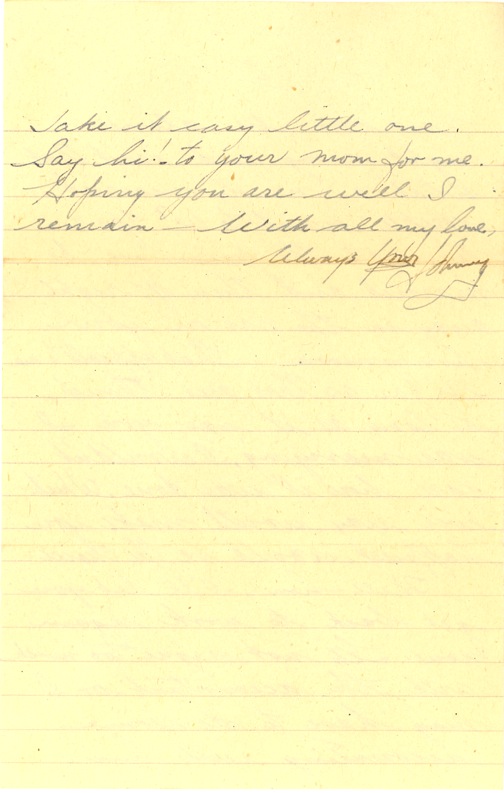 Take it easy little one.
Say hi! to your mom for me.
Hoping you are well I
remain – With all my love,
Always Your Johnny